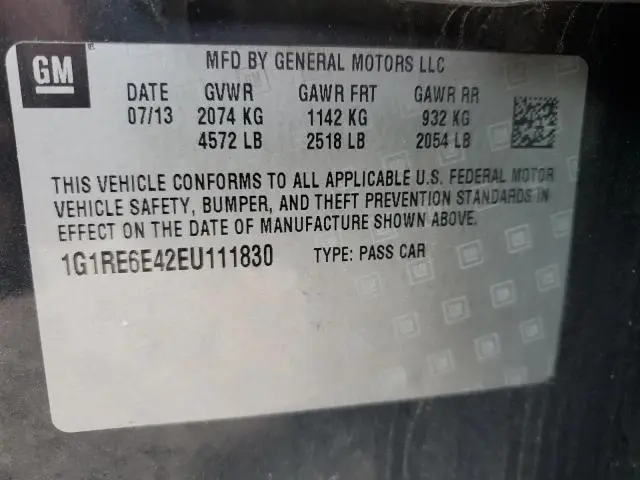 GM ®
MFD BY GENERAL MOTORS LLC
DATE GVWR GAWR FRT GAWR RR
07/13 2074 KG 1142 KG 932 KG
4572 LB 2518 LB 2054 LB
THIS VEHICLE CONFORMS TO ALL APPLICABLE U.S. FEDERAL MOTOR
VEHICLE SAFETY, BUMPER, AND THEFT PREVENTION STANDARDS IN
EFFECT ON THE DATE OF MANUFACTURE SHOWN ABOVE.
1G1RE6E42EU111830 TYPE: PASS CAR